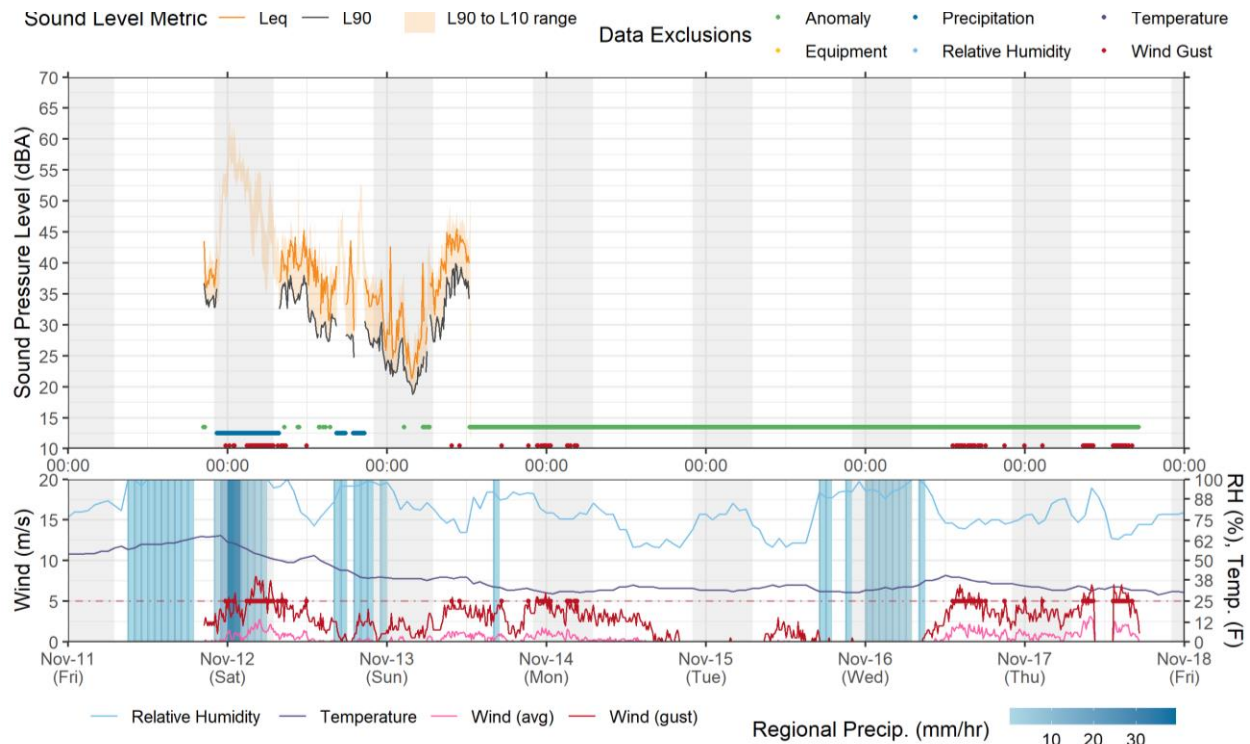 Sound Level Metric Leq L90 L90 to L10 range
Data Exclusions
Anomaly Precipitation Temperature
Equipment Relative Humidity Wind Gust
Sound Pressure Level (dBA)
70
65
60
55
50
45
40
35
30
25
20
15
10
00:00 00:00 00:00 00:00 00:00 00:00 00:00 00:00
Wind (m/s)
20
15
10
5
0
RH (%), Temp. (F)
100
88
75
62
50
38
25
12
0
Nov-11 Nov-12 Nov-13 Nov-14 Nov-15 Nov-16 Nov-17 Nov-18
(Fri) (Sat) (Sun) (Mon) (Tue) (Wed) (Thu) (Fri)
Relative Humidity Temperature Wind (avg) Wind (gust)
Regional Precip. (mm/hr)
10 20 30